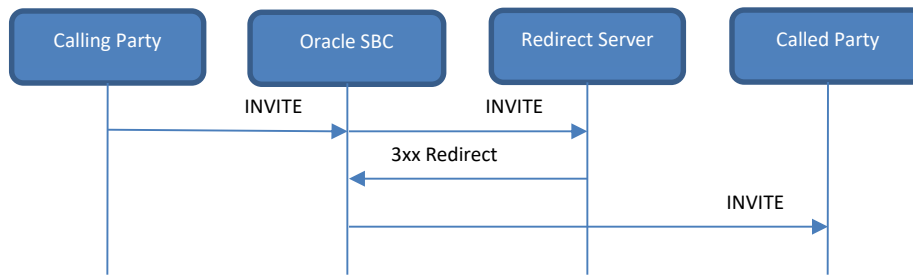 Calling Party
Oracle SBC
Redirect Server
Called Party
INVITE
INVITE
3xx Redirect
INVITE